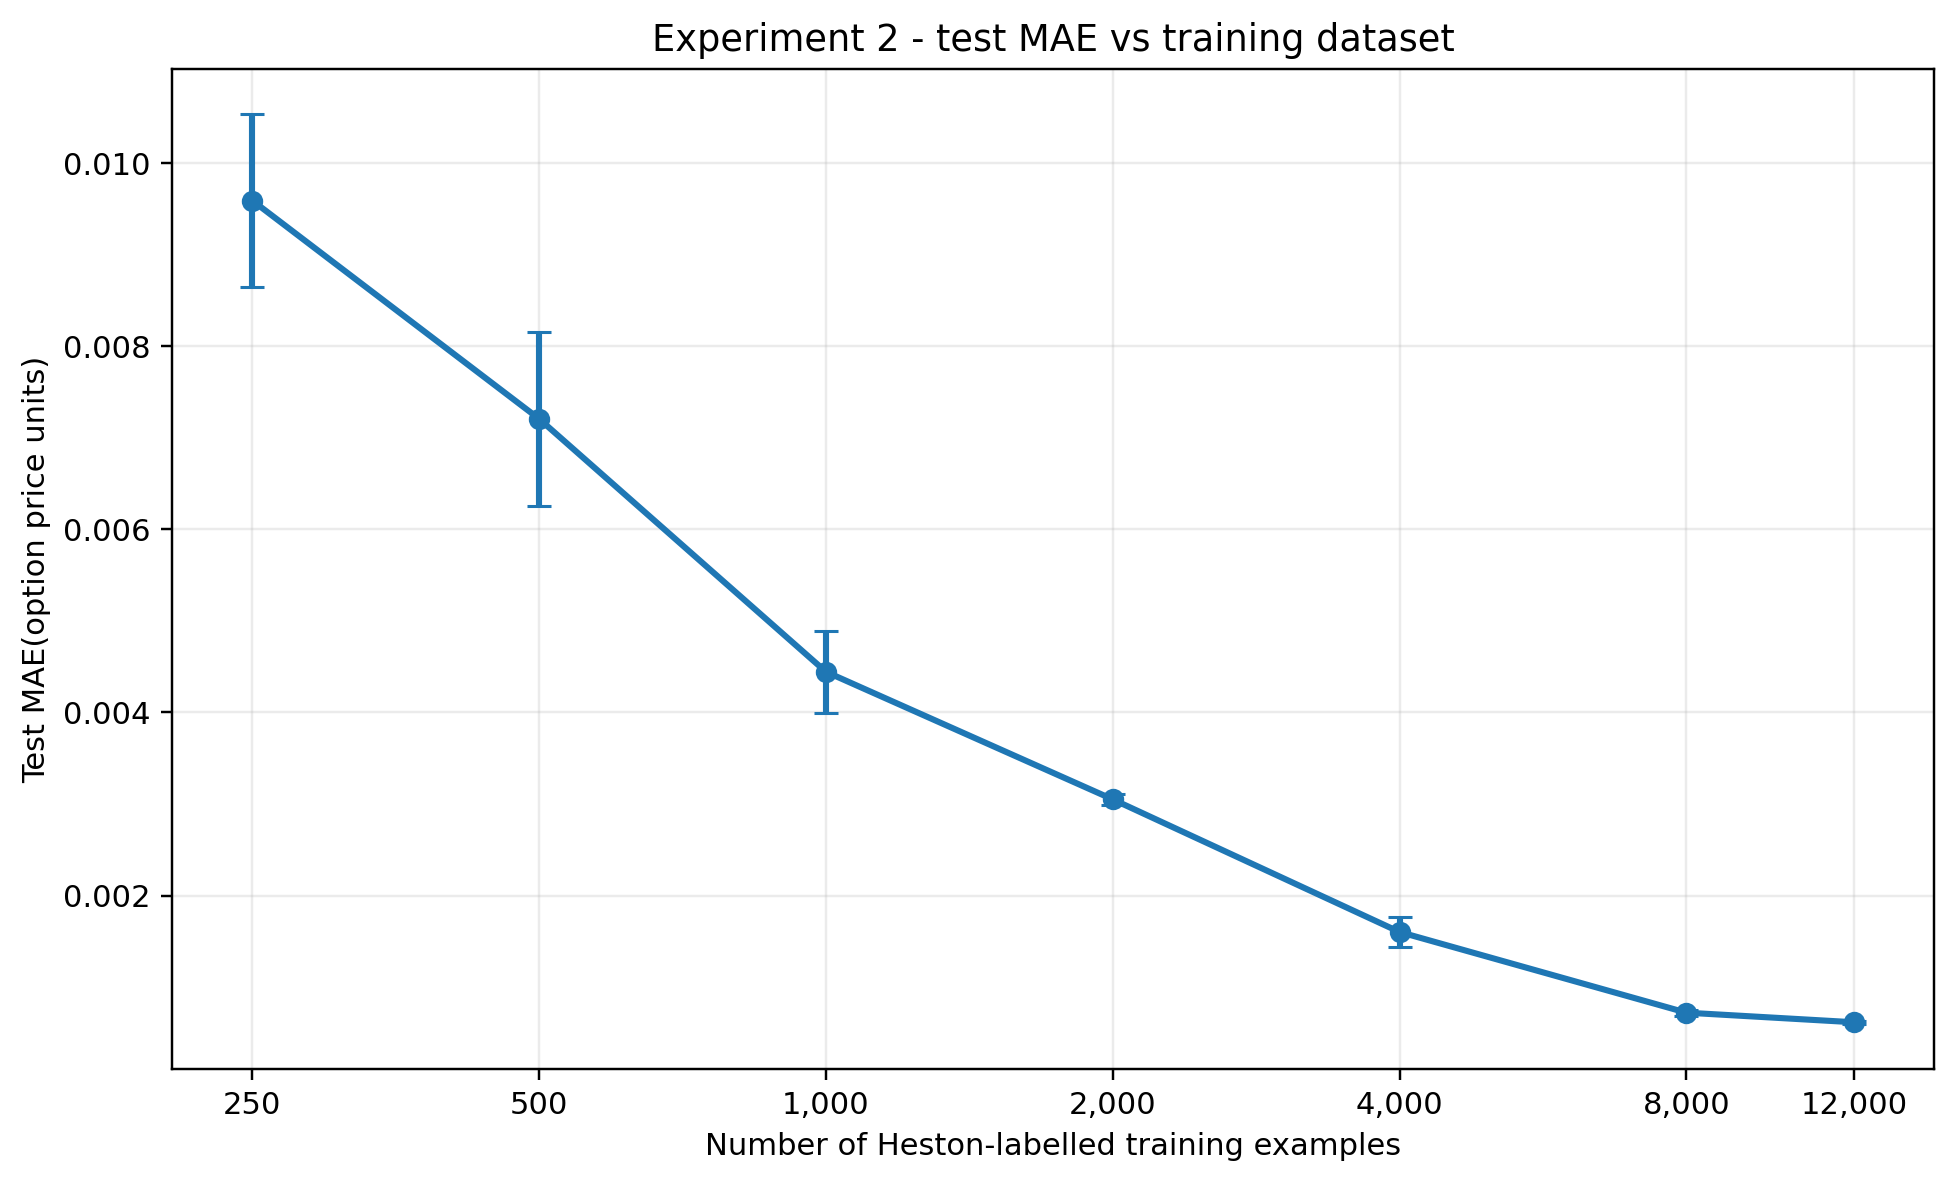 Experiment 2 - test MAE vs training dataset
Test MAE(option price units)
0.010
0.008
0.006
0.004
0.002
250 500 1,000 2,000 4,000 8,000 12,000
Number of Heston-labelled training examples